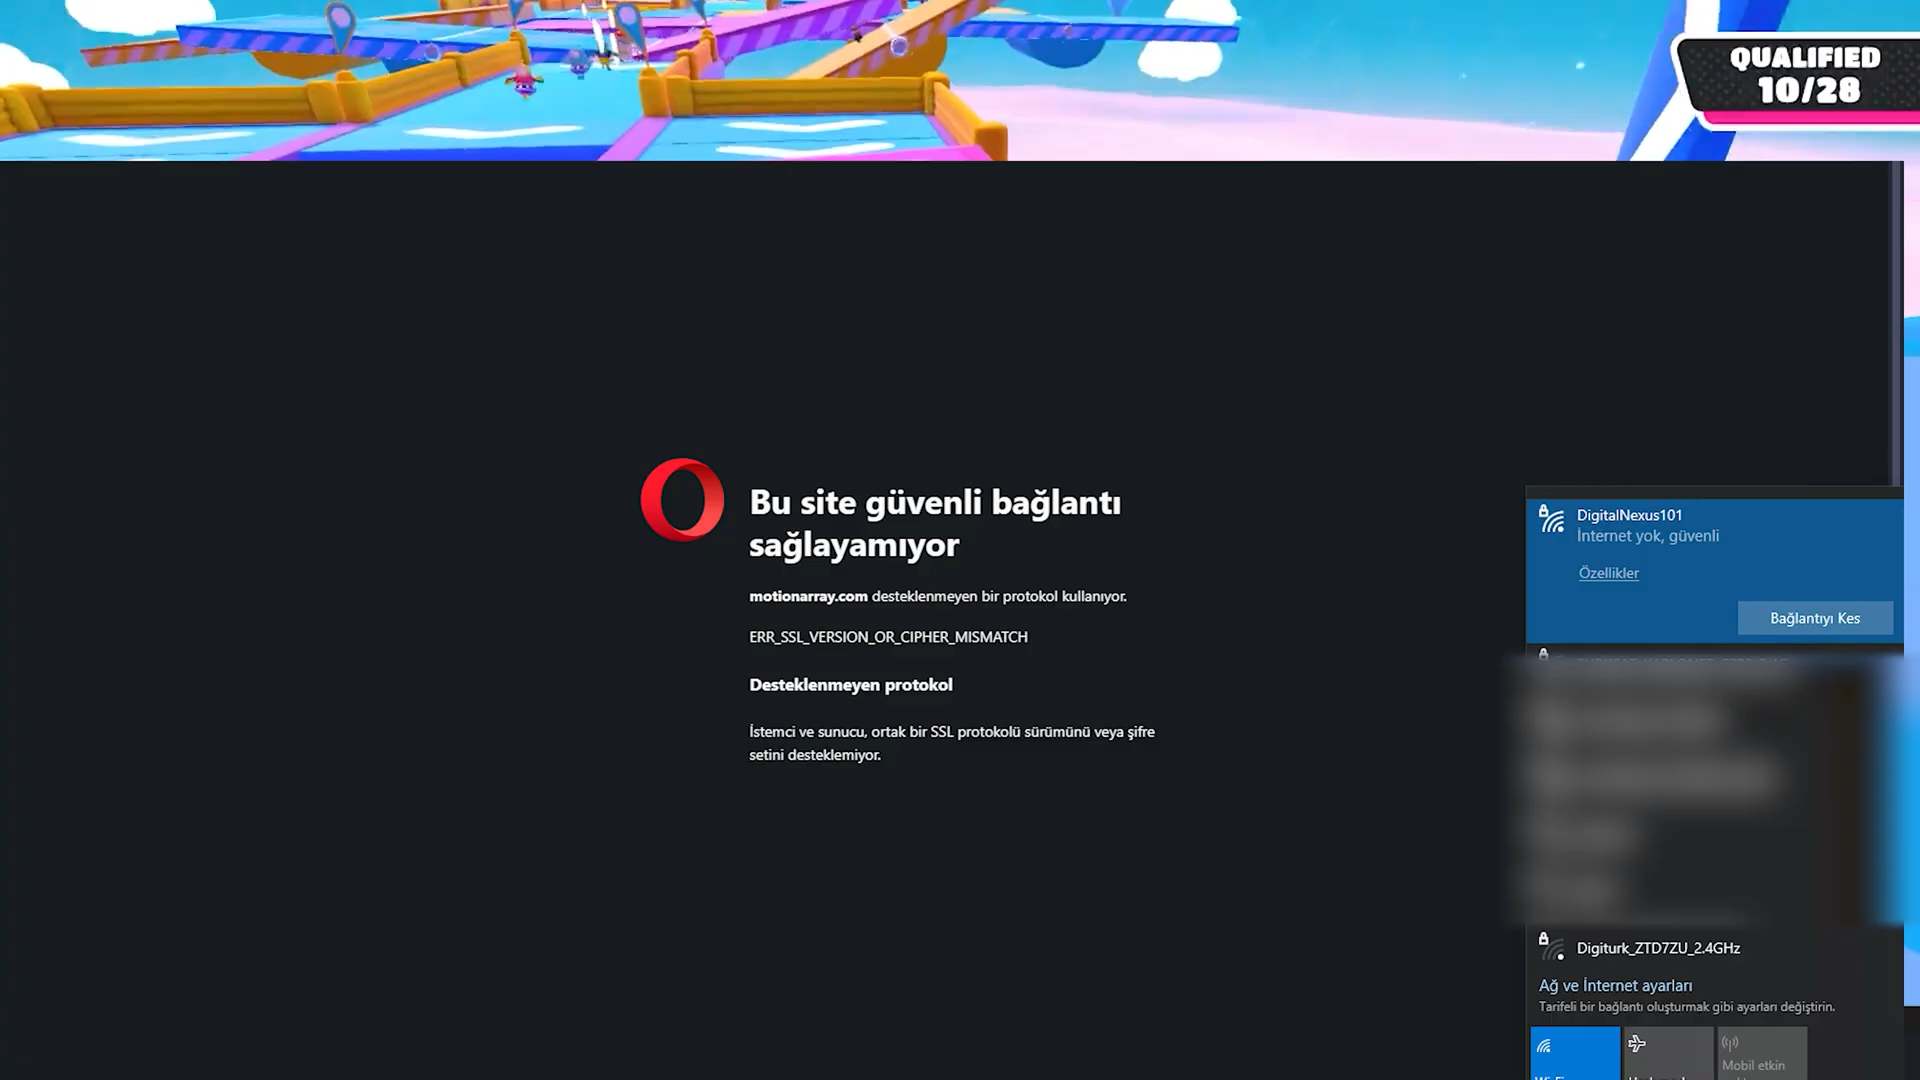 QUALIFIED
10/28
Bu site güvenli bağlantı
sağlayamıyor
motionarray.com desteklenmeyen bir protokol kullanıyor.
ERR_SSL_VERSION_OR_CIPHER_MISMATCH
Desteklenmeyen protokol
İstemci ve sunucu, ortak bir SSL protokolü sürümünü veya şifre
setini desteklemiyor.
DigitalNexus101
İnternet yok, güvenli
Özellikler
Bağlantıyı Kes
Digiturk_ZTD7ZU_2.4GHz
Ağ ve İnternet ayarları
Tarifeli bir bağlantı oluşturmak gibi ayarları değiştirin.
Mobil etkin